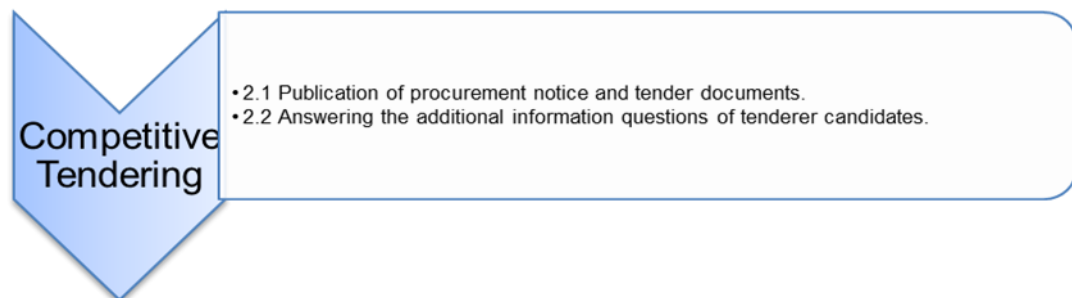 Competitive
Tendering
• 2.1 Publication of procurement notice and tender documents.
• 2.2 Answering the additional information questions of tenderer candidates.